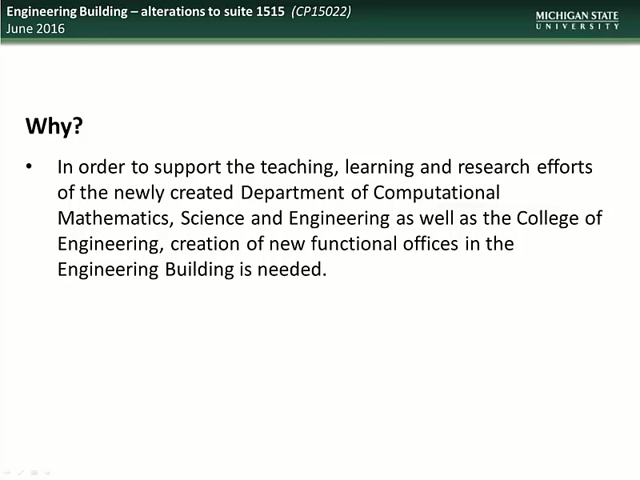 Engineering Building – alterations to suite 1515 (CP15022)
June 2016
MICHIGAN STATE
UNIVERSITY
Why?
• In order to support the teaching, learning and research efforts
of the newly created Department of Computational
Mathematics, Science and Engineering as well as the College of
Engineering, creation of new functional offices in the
Engineering Building is needed.